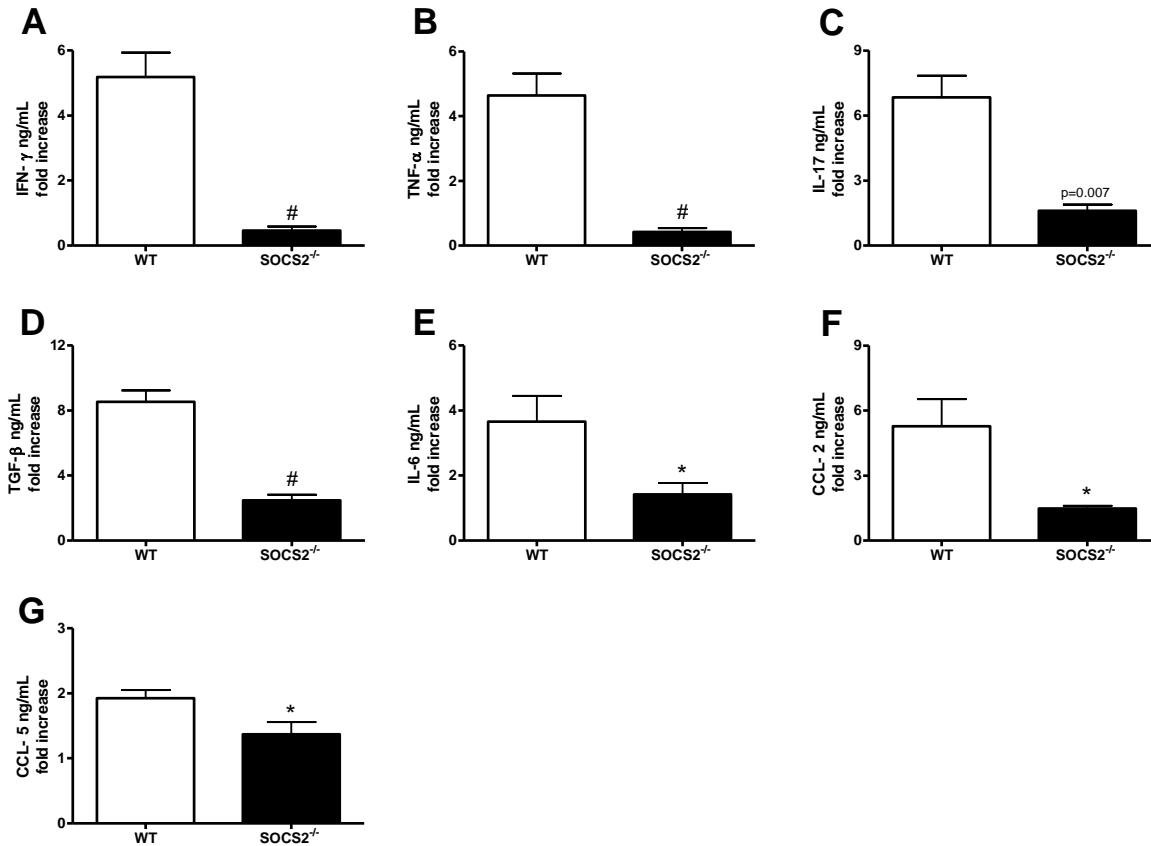 A
IFN- γ ng/mL
fold increase
6
4
2
0
#
WT
SOCS2-/-
B
TNF-α ng/mL
fold increase
6
4
2
0
#
WT
SOCS2-/-
C
IL-17 ng/mL
fold increase
9
6
3
0
p=0.007
WT
SOCS2-/-
D
TGF-β ng/mL
fold increase
12
8
4
0
#
WT
SOCS2-/-
E
IL-6 ng/mL
fold increase
6
4
2
0
*
WT
SOCS2-/-
F
CCL- 2 ng/mL
fold increase
9
6
3
0
*
WT
SOCS2-/-
G
CCL- 5 ng/mL
fold increase
3
2
1
0
*
WT
SOCS2-/-